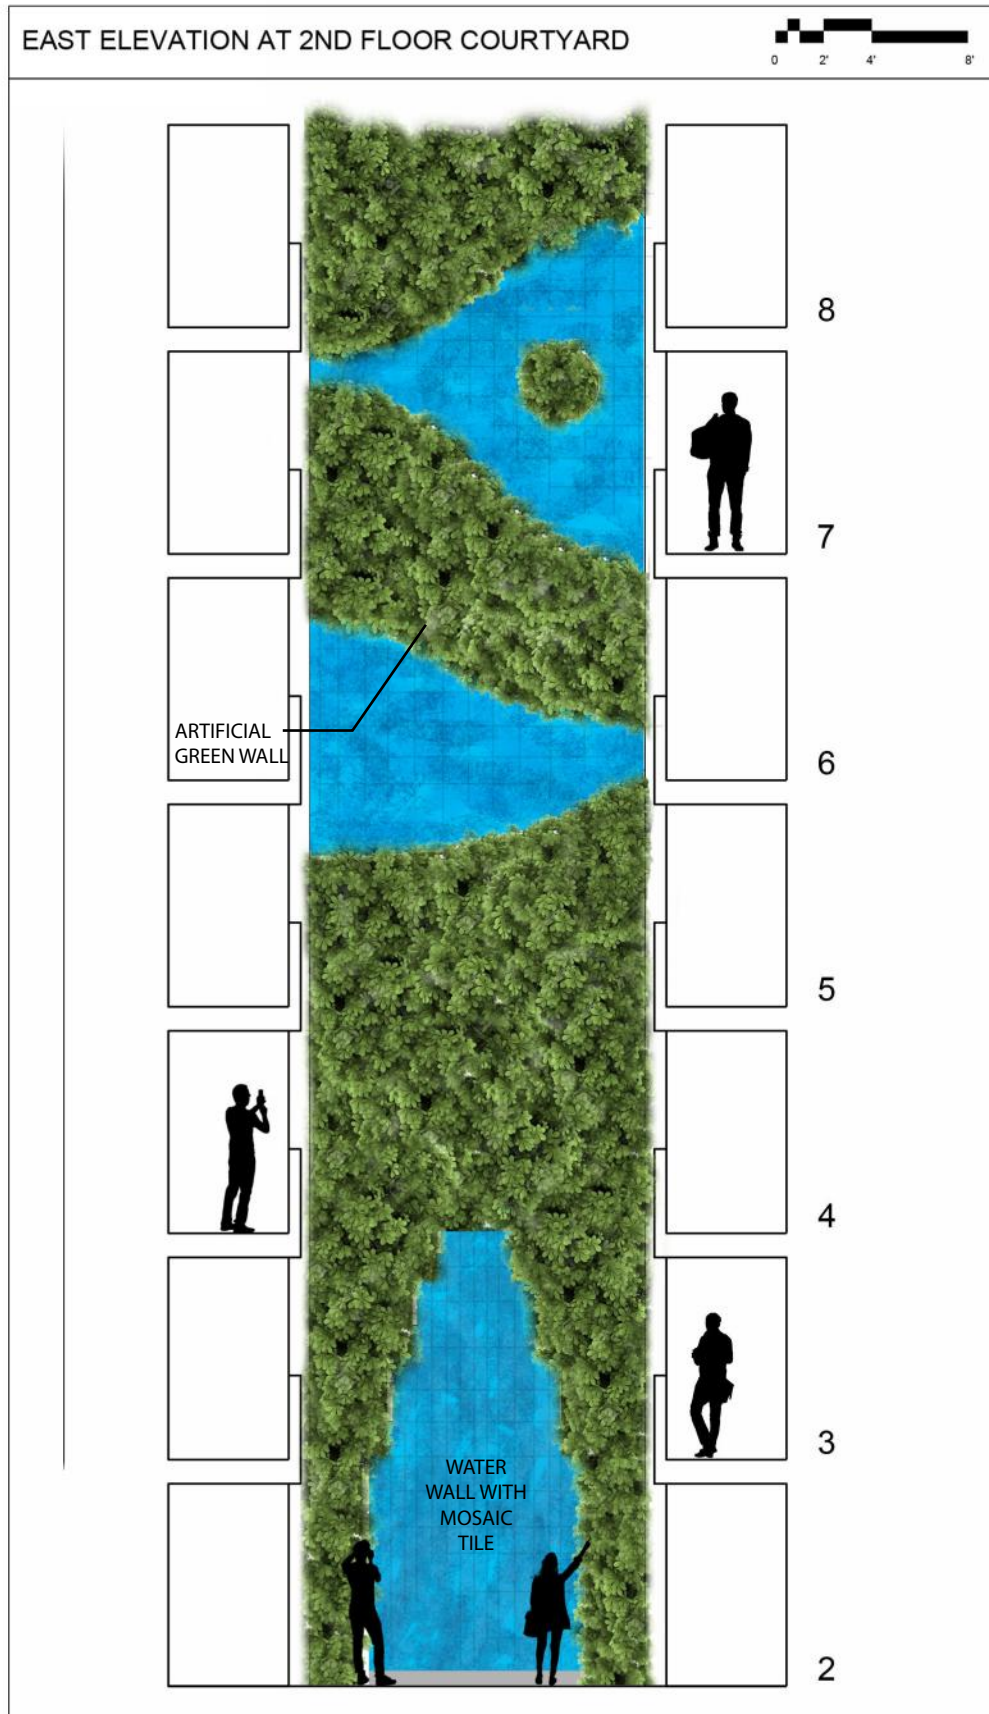 EAST ELEVATION AT 2ND FLOOR COURTYARD
0 2' 4' 8'
8
7
ARTIFICIAL
GREEN WALL
6
5
4
3
WATER
WALL WITH
MOSAIC
TILE
2